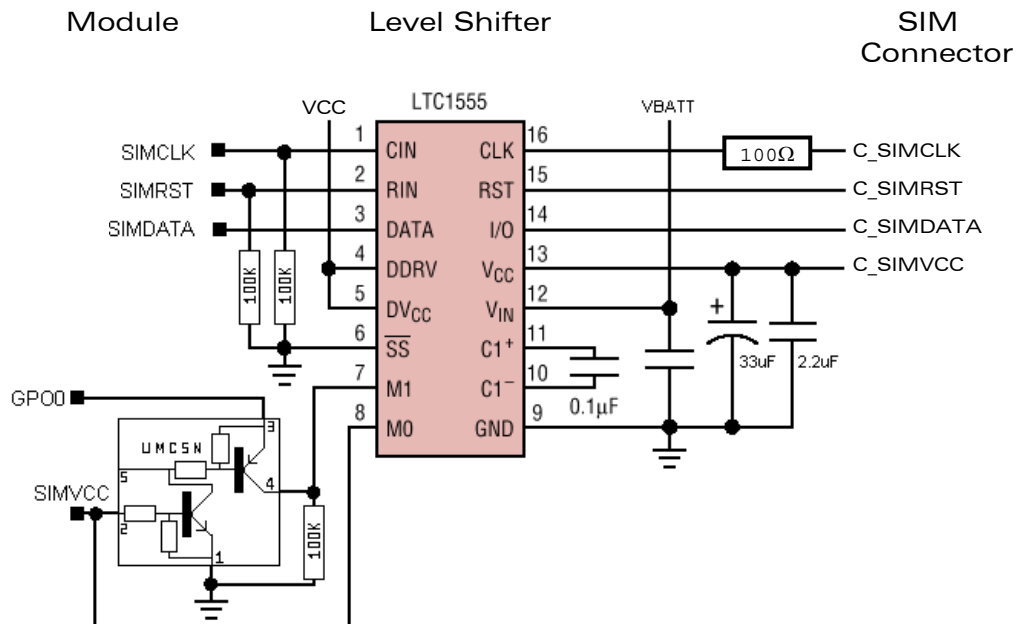 Module
Level Shifter
SIM
Connector
LTC1555
VCC
VBATT
SIMCLK
1
CIN
CLK
16
100Ω
C_SIMCLK
SIMRST
2
RIN
RST
15
C_SIMRST
SIMDATA
3
DATA
I/O
14
C_SIMDATA
4
DDRV
VCC
13
C_SIMVCC
100K
100K
5
DVCC
VIN
12
+
33uF
2.2uF
6
SS
C1+
11
7
M1
C1−
10
0.1µF
GPO0
8
M0
GND
9
3
UMC5N
5
4
SIMVCC
2
1
100K